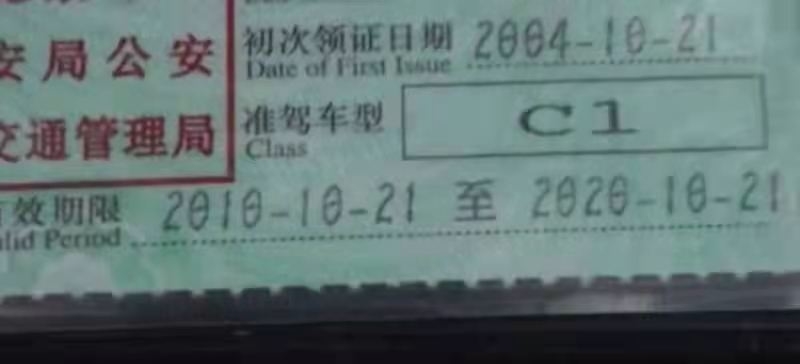 安局公安
交通管理局
初次领证日期 2004-10-21
Date of First Issue
准驾车型 C1
Class
效期限 2010-10-21 至 2020-10-21
Period